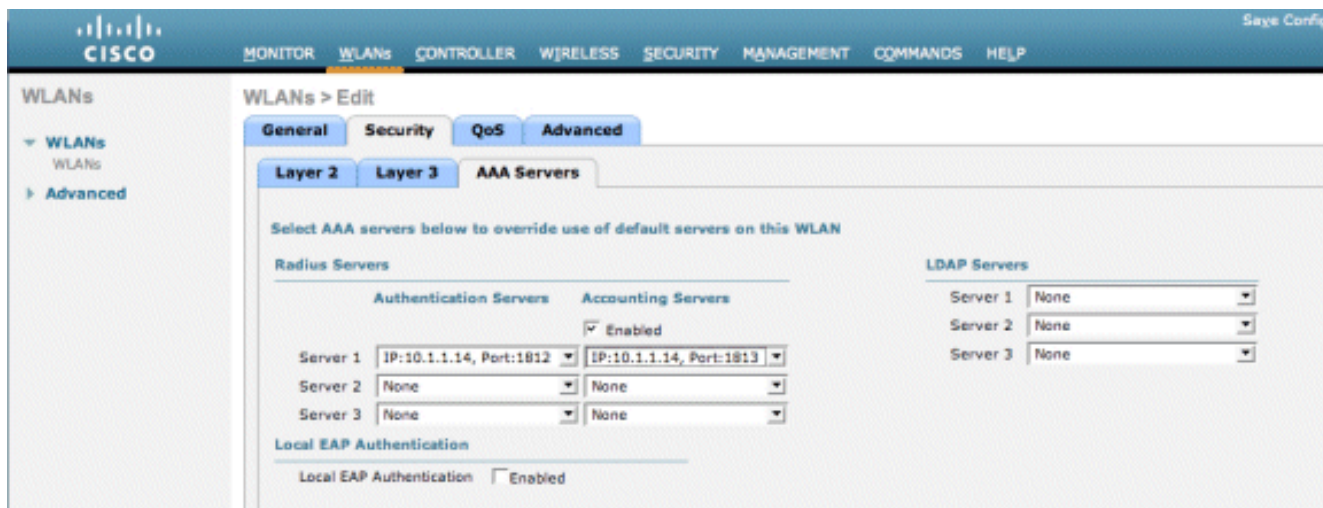 Save Confi
CISCO
MONITOR WLANs CONTROLLER WIRELESS SECURITY MANAGEMENT COMMANDS HELP
WLANs
WLANs
WLANs
Advanced
WLANs > Edit
General Security QoS Advanced
Layer 2 Layer 3 AAA Servers
Select AAA servers below to override use of default servers on this WLAN
Radius Servers
Authentication Servers Accounting Servers
Enabled
Server 1 IP:10.1.1.14, Port:1812 IP:10.1.1.14, Port:1813
Server 2 None None
Server 3 None None
Local EAP Authentication
Local EAP Authentication Enabled
LDAP Servers
Server 1 None
Server 2 None
Server 3 None